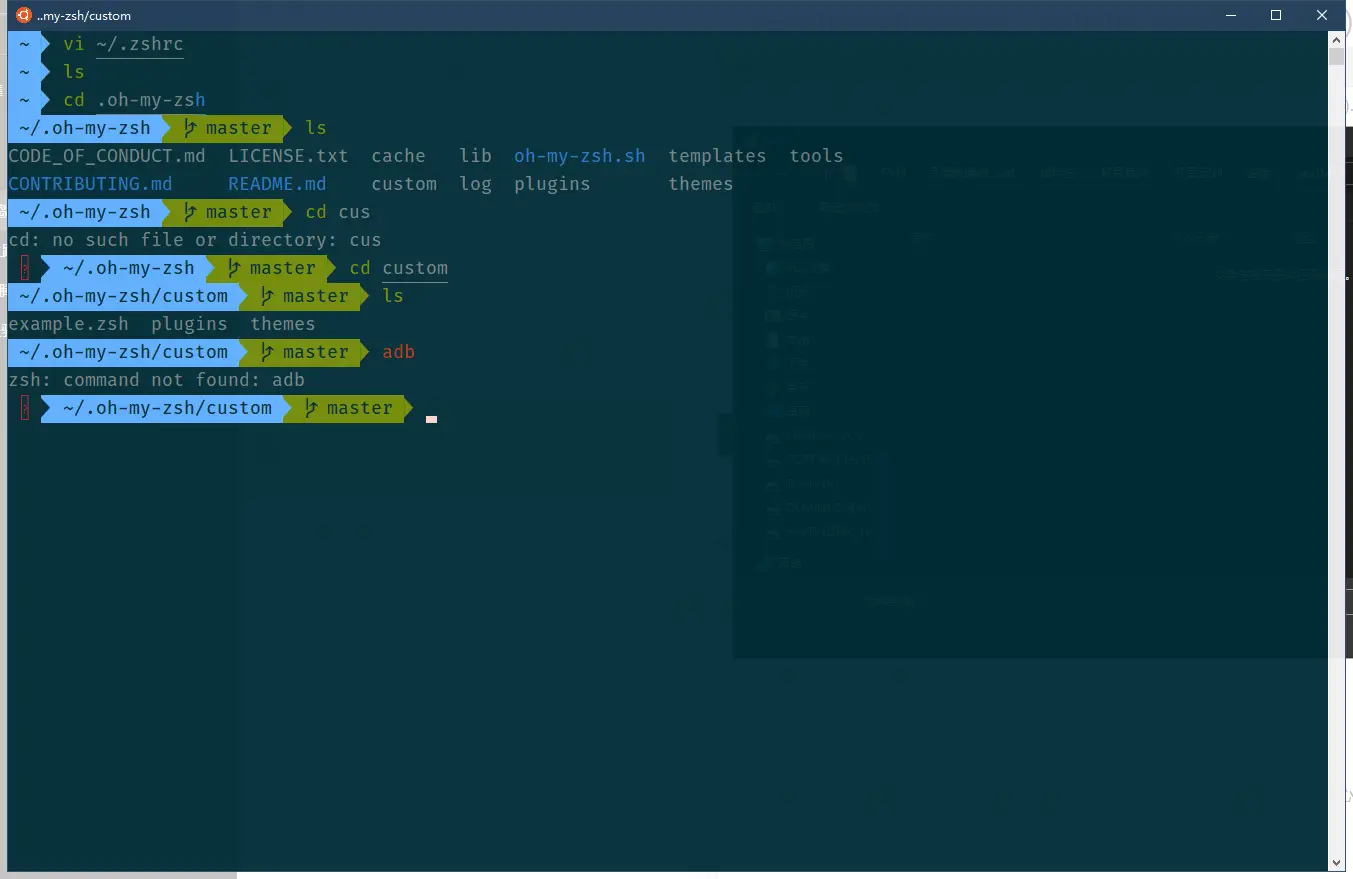 ..my-zsh/custom
~ vi ~/.zshrc
~ ls
~ cd .oh-my-zsh
~/.oh-my-zsh master ls
CODE_OF_CONDUCT.md LICENSE.txt cache lib oh-my-zsh.sh templates tools
CONTRIBUTING.md README.md custom log plugins themes
~/.oh-my-zsh master cd cus
cd: no such file or directory: cus
~/.oh-my-zsh master cd custom
~/.oh-my-zsh/custom master ls
example.zsh plugins themes
~/.oh-my-zsh/custom master adb
zsh: command not found: adb
~/.oh-my-zsh/custom master